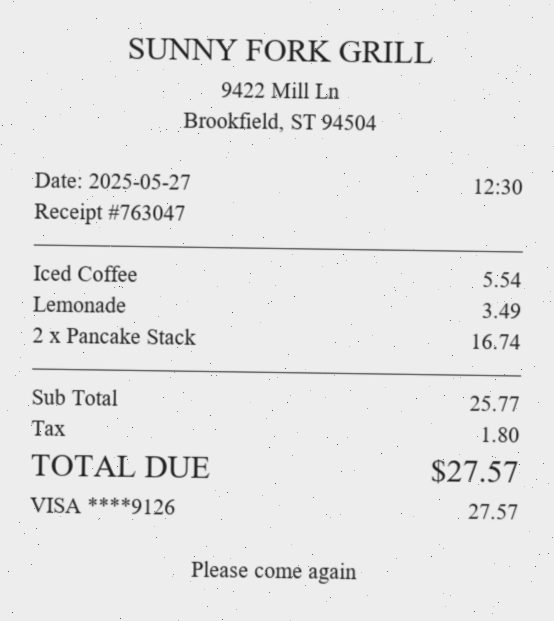 SUNNY FORK GRILL
9422 Mill Ln
Brookfield, ST 94504
Date: 2025-05-27 12:30
Receipt #763047
Iced Coffee 5.54
Lemonade 3.49
2 x Pancake Stack 16.74
Sub Total 25.77
Tax 1.80
TOTAL DUE $27.57
VISA ****9126 27.57
Please come again